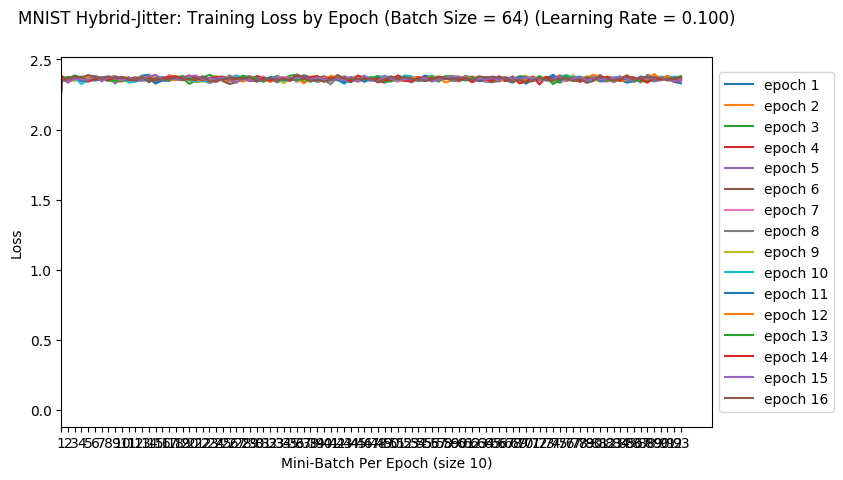 MNIST Hybrid-Jitter: Training Loss by Epoch (Batch Size = 64) (Learning Rate = 0.100)
2.5
2.0
1.5
1.0
0.5
0.0
Loss
Mini-Batch Per Epoch (size 10)
epoch 1
epoch 2
epoch 3
epoch 4
epoch 5
epoch 6
epoch 7
epoch 8
epoch 9
epoch 10
epoch 11
epoch 12
epoch 13
epoch 14
epoch 15
epoch 16